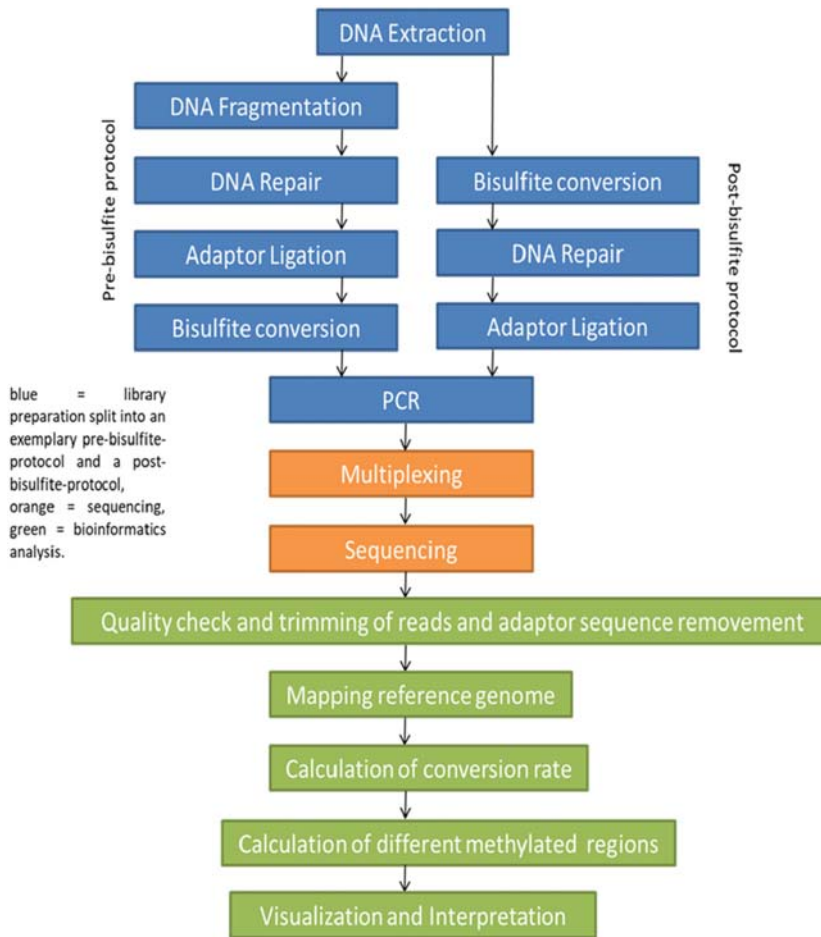 DNA Extraction
Pre-bisulfite protocol
DNA Fragmentation
DNA Repair
Adaptor Ligation
Bisulfite conversion
Post-bisulfite protocol
Bisulfite conversion
DNA Repair
Adaptor Ligation
PCR
blue = library
preparation split into an
exemplary pre-bisulfite-
protocol and a post-
bisulfite-protocol,
orange = sequencing,
green = bioinformatics
analysis.
Multiplexing
Sequencing
Quality check and trimming of reads and adaptor sequence removement
Mapping reference genome
Calculation of conversion rate
Calculation of different methylated regions
Visualization and Interpretation